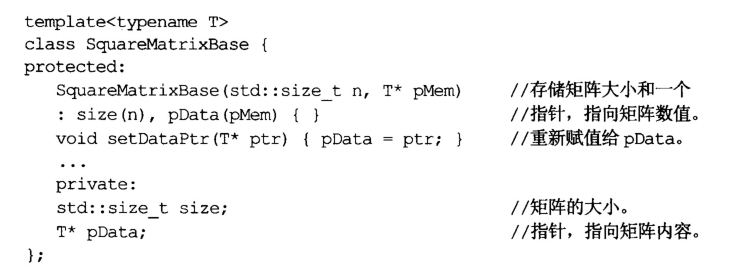 template<typename T>
class SquareMatrixBase {
protected:
   SquareMatrixBase(std::size_t n, T* pMem)     //存储矩阵大小和一个
   : size(n), pData(pMem) { }                   //指针，指向矩阵数值。
   void setDataPtr(T* ptr) { pData = ptr; }     //重新赋值给 pData。
   ...
   private:
   std::size_t size;                            //矩阵的大小。
   T* pData;                                    //指针，指向矩阵内容。
};